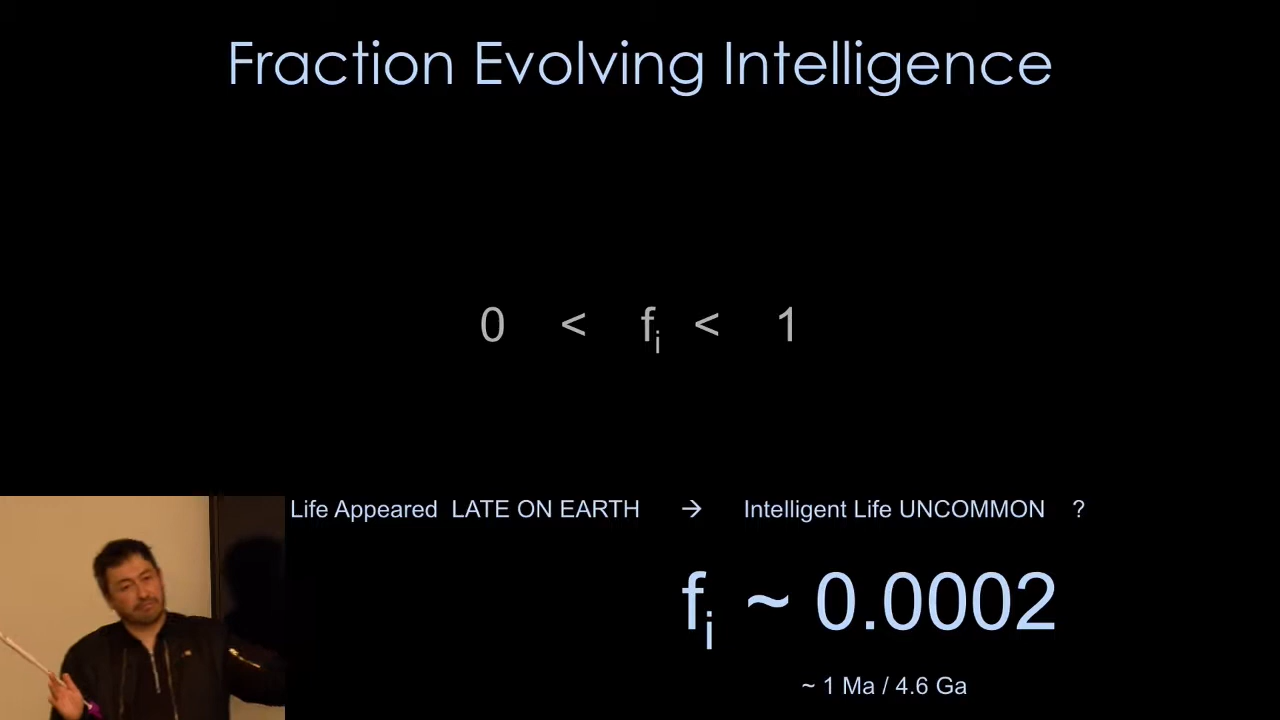 Fraction Evolving Intelligence
0 < fi < 1
Life Appeared LATE ON EARTH → Intelligent Life UNCOMMON ?
fi ~ 0.0002
~ 1 Ma / 4.6 Ga